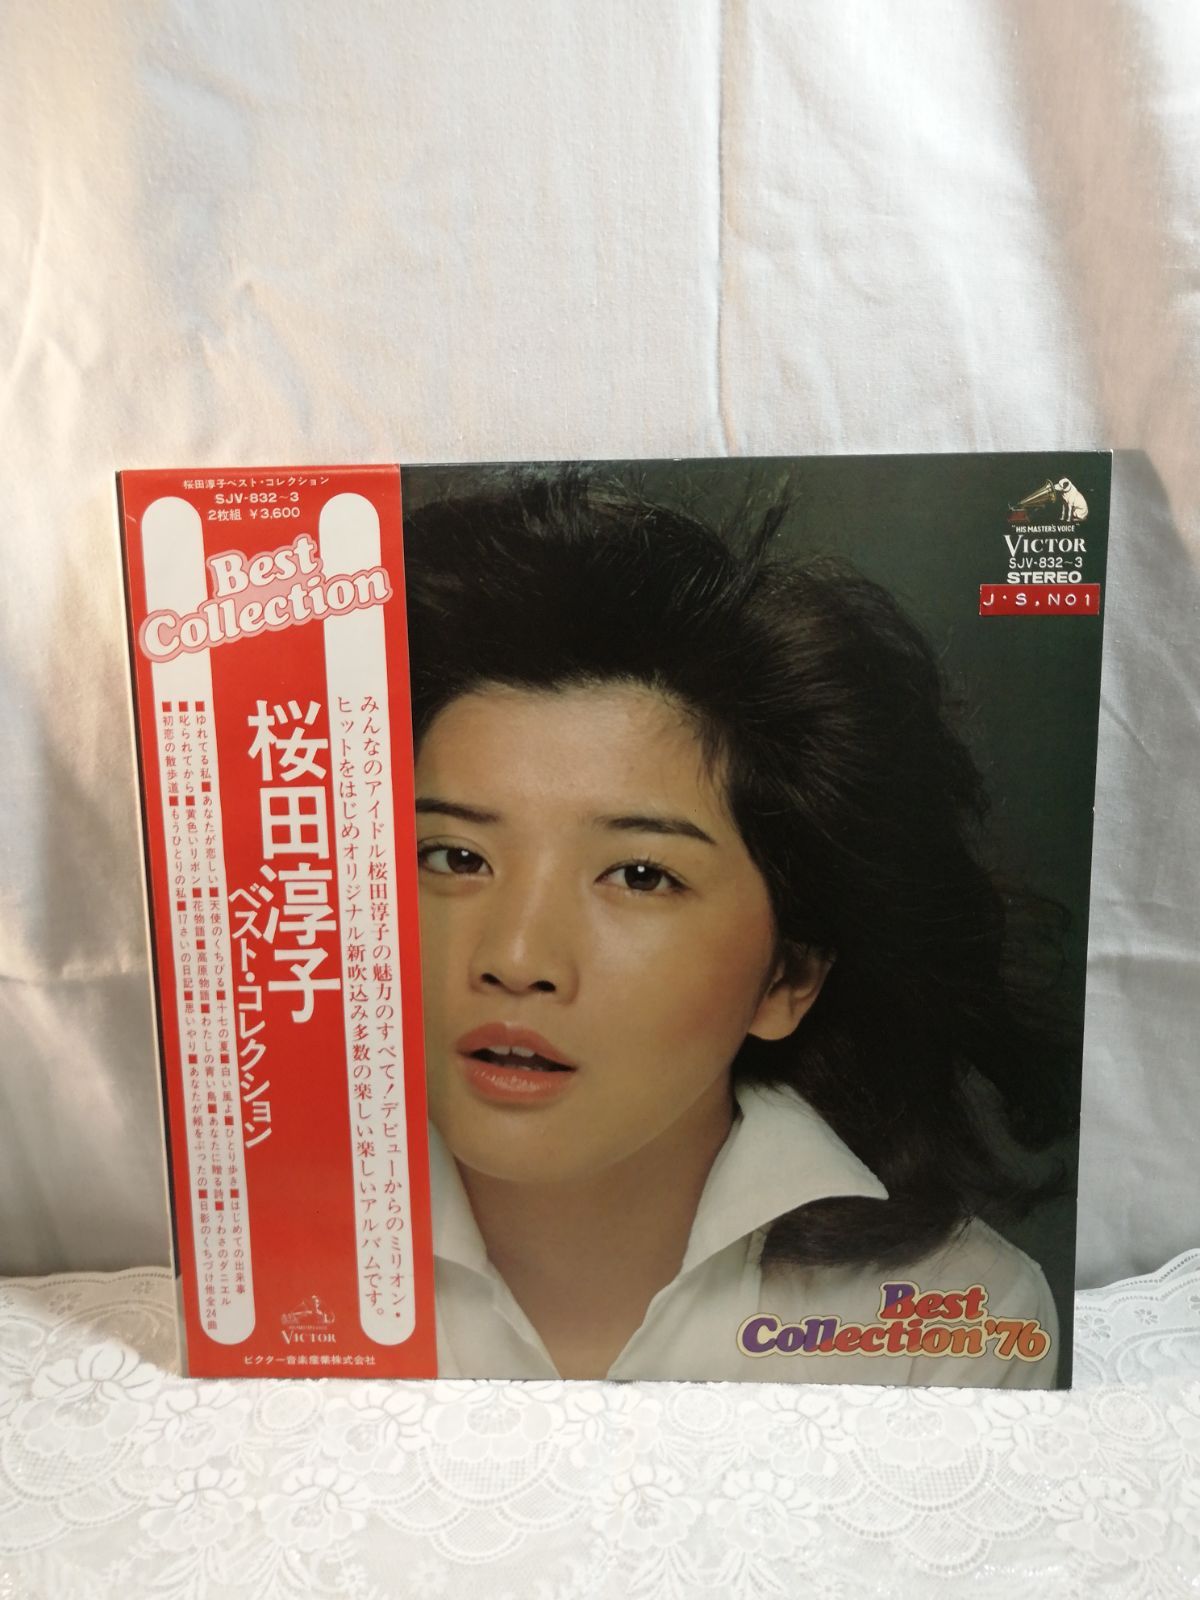 桜田淳子ベスト・コレクション
SJV-832~3
2枚組 ¥3,600
Best
Collection
みんなのアイドル桜田淳子の魅力のすべて!デビューからのミリオン・
ヒットをはじめオリジナル新吹込み多数の楽しい楽しいアルバムです。
桜田淳子
ベスト・コレクション
■ゆれてる私■あなたが恋しい■天使のくちびる■十七の夏■白い風よ■ひとり歩き■はじめての出来事
■叱られてから■黄色いリボン■花物語■高原物語■わたしの青い鳥■あなたに贈る詩■うわさのダニエル
■初恋の散歩道■もうひとりの私■17さいの日記■思いやり■あなたが頬をぶったの■日影のくちづけ他全24曲
"HIS MASTER'S VOICE"
VICTOR
ビクター音楽産業株式会社
"HIS MASTER'S VOICE"
VICTOR
SJV-832~3
STEREO
J・S.NO1
Best
Collection'76